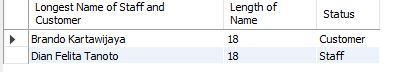 Longest Name of Staff and Customer	Length of Name	Status
Brando Kartawijaya	18	Customer
Dian Felita Tanoto	18	Staff